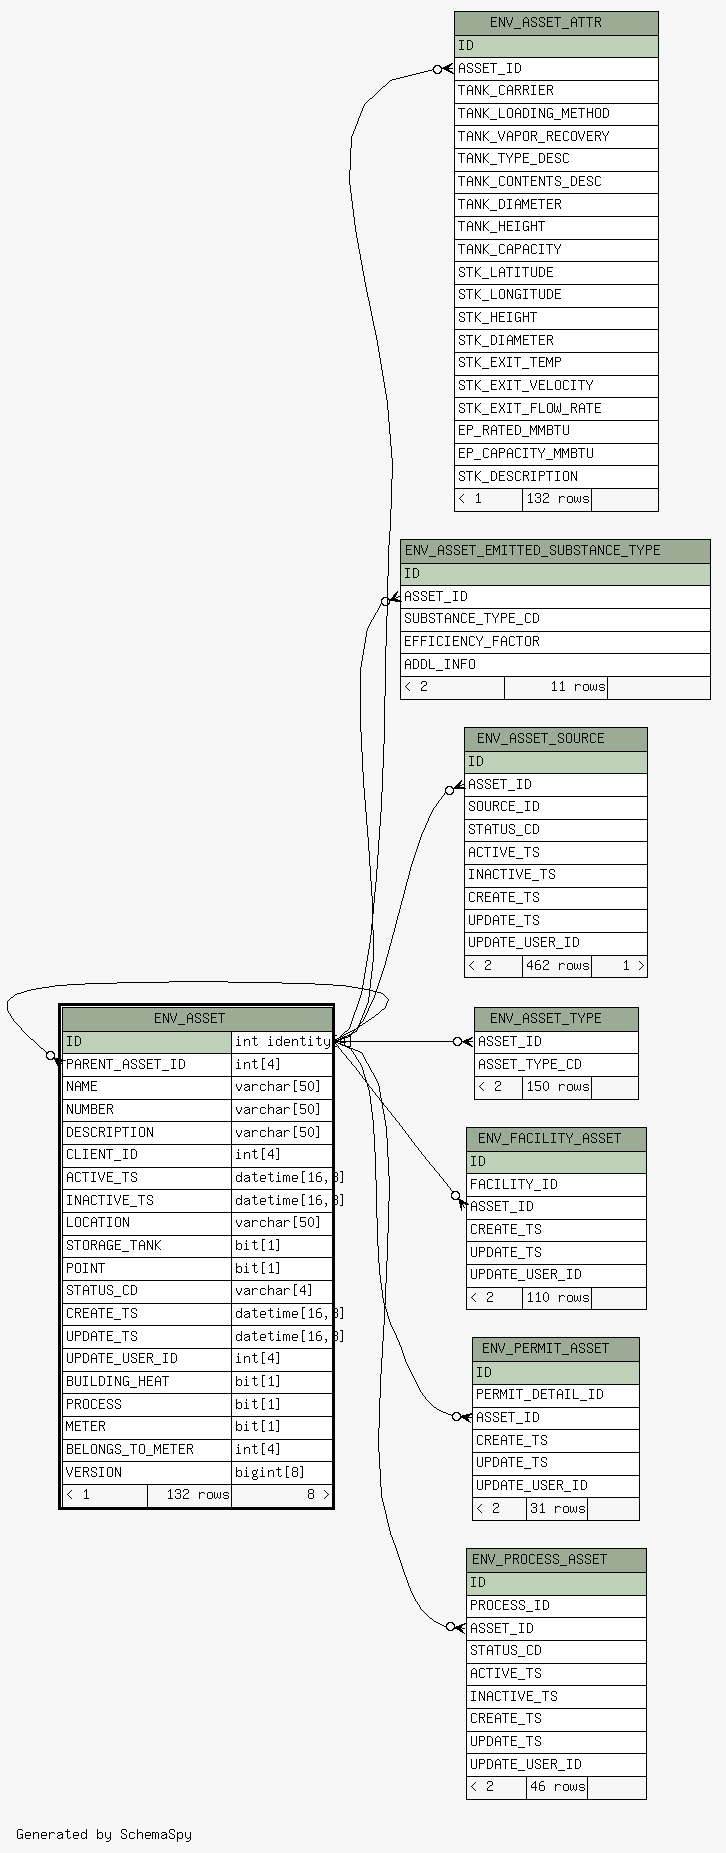 ENV_ASSET_ATTR
ID
ASSET_ID
TANK_CARRIER
TANK_LOADING_METHOD
TANK_VAPOR_RECOVERY
TANK_TYPE_DESC
TANK_CONTENTS_DESC
TANK_DIAMETER
TANK_HEIGHT
TANK_CAPACITY
STK_LATITUDE
STK_LONGITUDE
STK_HEIGHT
STK_DIAMETER
STK_EXIT_TEMP
STK_EXIT_VELOCITY
STK_EXIT_FLOW_RATE
EP_RATED_MMBTU
EP_CAPACITY_MMBTU
STK_DESCRIPTION
< 1 132 rows
ENV_ASSET_EMITTED_SUBSTANCE_TYPE
ID
ASSET_ID
SUBSTANCE_TYPE_CD
EFFICIENCY_FACTOR
ADDL_INFO
< 2 11 rows
ENV_ASSET_SOURCE
ID
ASSET_ID
SOURCE_ID
STATUS_CD
ACTIVE_TS
INACTIVE_TS
CREATE_TS
UPDATE_TS
UPDATE_USER_ID
< 2 462 rows 1 >
ENV_ASSET
ID int identity
PARENT_ASSET_ID int[4]
NAME varchar[50]
NUMBER varchar[50]
DESCRIPTION varchar[50]
CLIENT_ID int[4]
ACTIVE_TS datetime[16,3]
INACTIVE_TS datetime[16,3]
LOCATION varchar[50]
STORAGE_TANK bit[1]
POINT bit[1]
STATUS_CD varchar[4]
CREATE_TS datetime[16,3]
UPDATE_TS datetime[16,3]
UPDATE_USER_ID int[4]
BUILDING_HEAT bit[1]
PROCESS bit[1]
METER bit[1]
BELONGS_TO_METER int[4]
VERSION bigint[8]
< 1 132 rows 8 >
ENV_ASSET_TYPE
ASSET_ID
ASSET_TYPE_CD
< 2 150 rows
ENV_FACILITY_ASSET
ID
FACILITY_ID
ASSET_ID
CREATE_TS
UPDATE_TS
UPDATE_USER_ID
< 2 110 rows
ENV_PERMIT_ASSET
ID
PERMIT_DETAIL_ID
ASSET_ID
CREATE_TS
UPDATE_TS
UPDATE_USER_ID
< 2 31 rows
ENV_PROCESS_ASSET
ID
PROCESS_ID
ASSET_ID
STATUS_CD
ACTIVE_TS
INACTIVE_TS
CREATE_TS
UPDATE_TS
UPDATE_USER_ID
< 2 46 rows
Generated by SchemaSpy